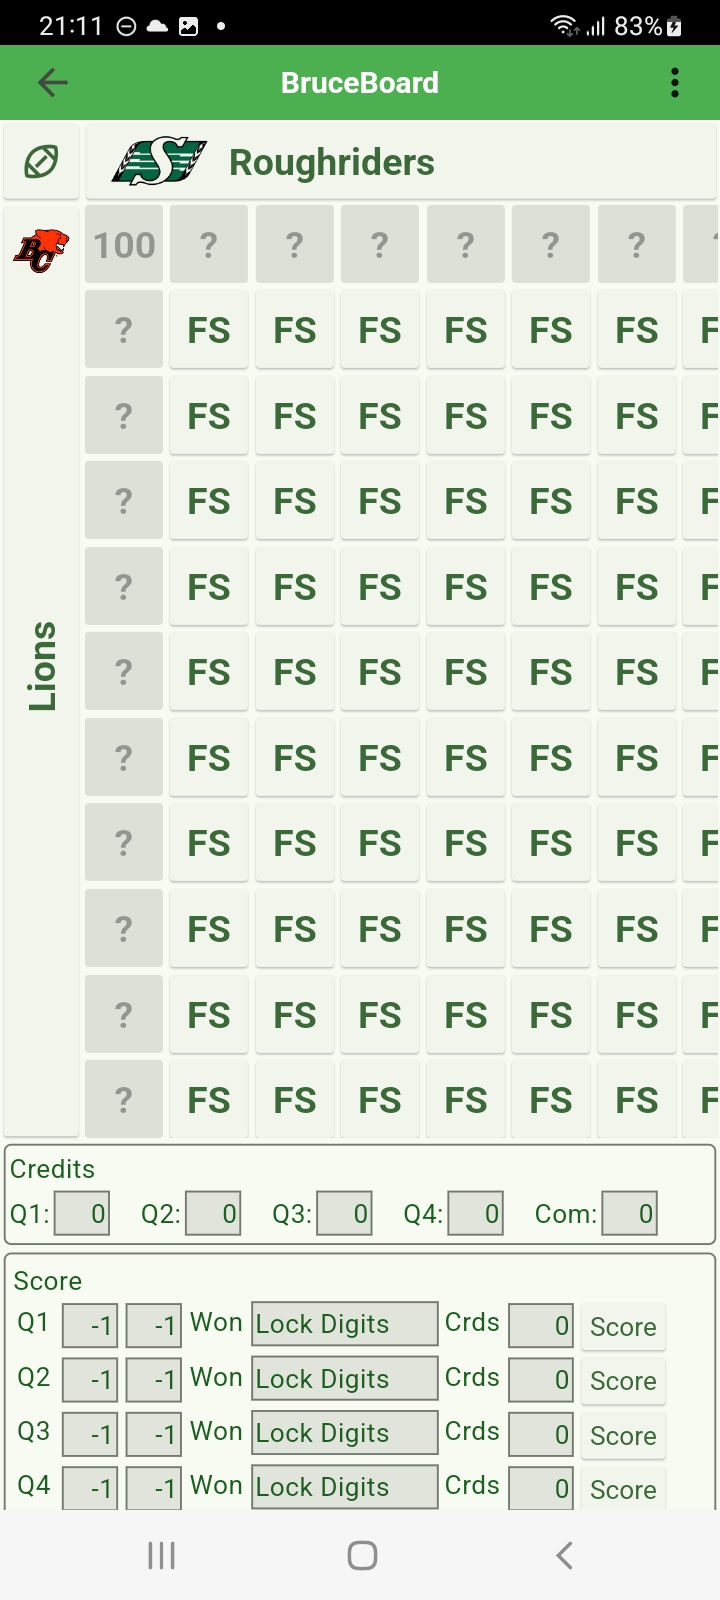 21:11 83%
BruceBoard
S Roughriders
BC 100 ? ? ? ? ? ?
? FS FS FS FS FS FS F
? FS FS FS FS FS FS F
? FS FS FS FS FS FS F
? FS FS FS FS FS FS F
? FS FS FS FS FS FS F
? FS FS FS FS FS FS F
? FS FS FS FS FS FS F
? FS FS FS FS FS FS F
? FS FS FS FS FS FS F
? FS FS FS FS FS FS F
Lions
Credits
Q1: 0 Q2: 0 Q3: 0 Q4: 0 Com: 0
Score
Q1 -1 -1 Won Lock Digits Crds 0 Score
Q2 -1 -1 Won Lock Digits Crds 0 Score
Q3 -1 -1 Won Lock Digits Crds 0 Score
Q4 -1 -1 Won Lock Digits Crds 0 Score